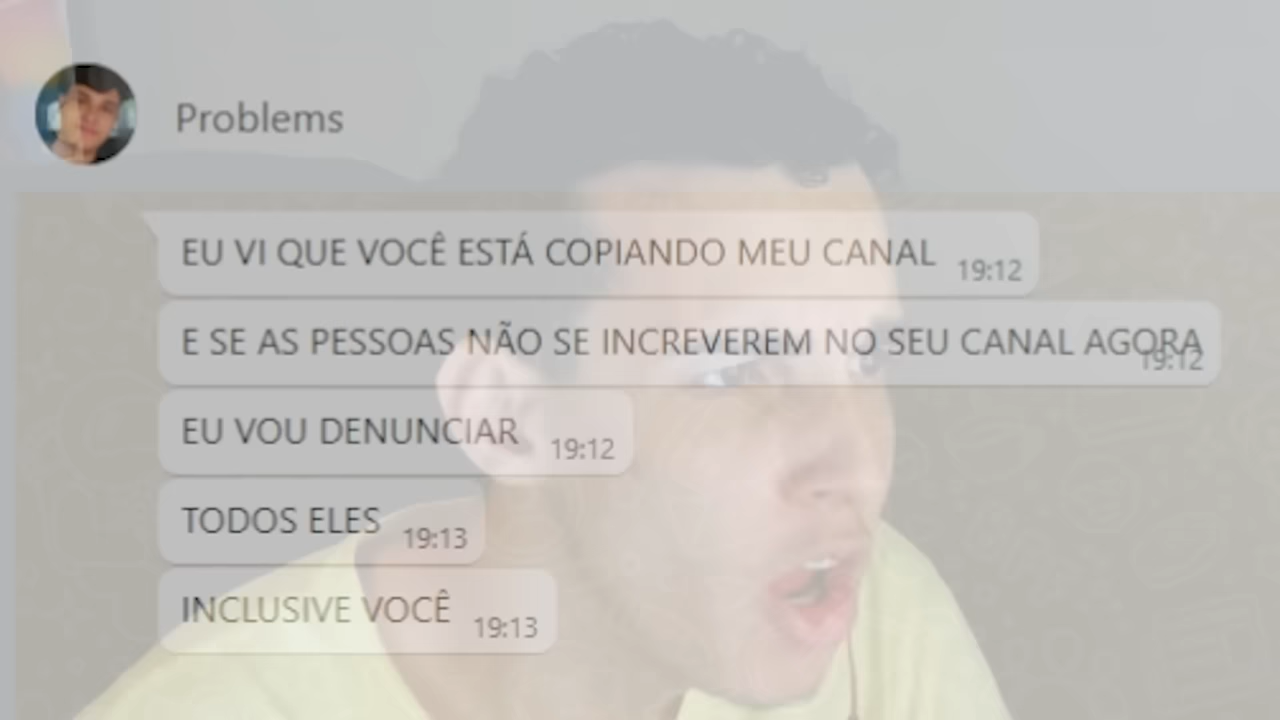 Problems
EU VI QUE VOCÊ ESTÁ COPIANDO MEU CANAL
19:12
E SE AS PESSOAS NÃO SE INCREVEREM NO SEU CANAL AGORA
19:12
EU VOU DENUNCIAR
19:12
TODOS ELES
19:13
INCLUSIVE VOCÊ
19:13